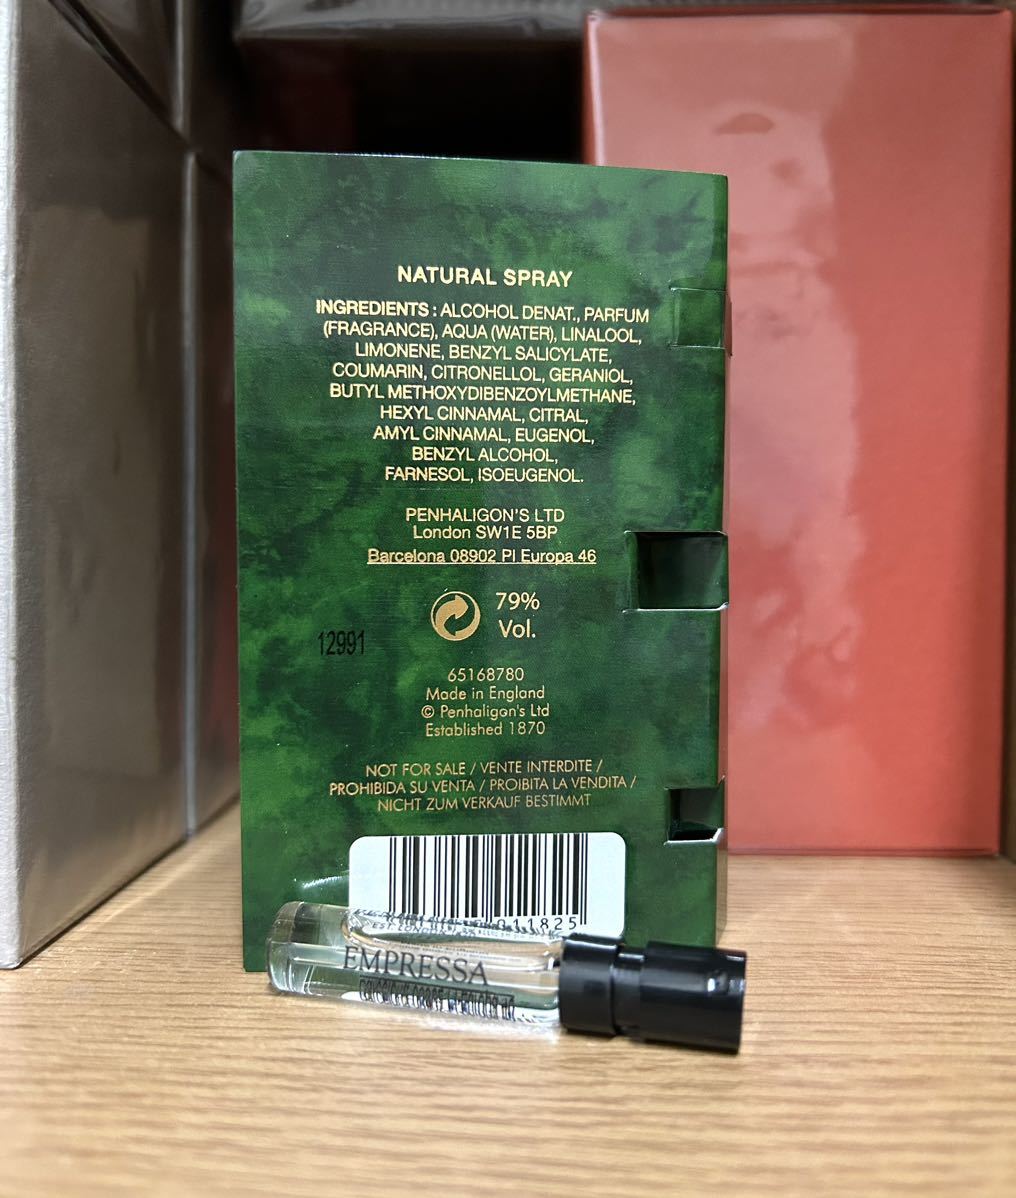 NATURAL SPRAY
INGREDIENTS : ALCOHOL DENAT., PARFUM
(FRAGRANCE), AQUA (WATER), LINALOOL,
LIMONENE, BENZYL SALICYLATE,
COUMARIN, CITRONELLOL, GERANIOL,
BUTYL METHOXYDIBENZOYLMETHANE,
HEXYL CINNAMAL, CITRAL,
AMYL CINNAMAL, EUGENOL,
BENZYL ALCOHOL,
FARNESOL, ISOEUGENOL.
PENHALIGON'S LTD
London SW1E 5BP
Barcelona 08902 Pl Europa 46
79%
Vol.
12991
65168780
Made in England
© Penhaligon's Ltd
Established 1870
NOT FOR SALE / VENTE INTERDITE /
PROHIBIDA SU VENTA / PROIBITA LA VENDITA /
NICHT ZUM VERKAUF BESTIMMT
011825
EMPRESSA